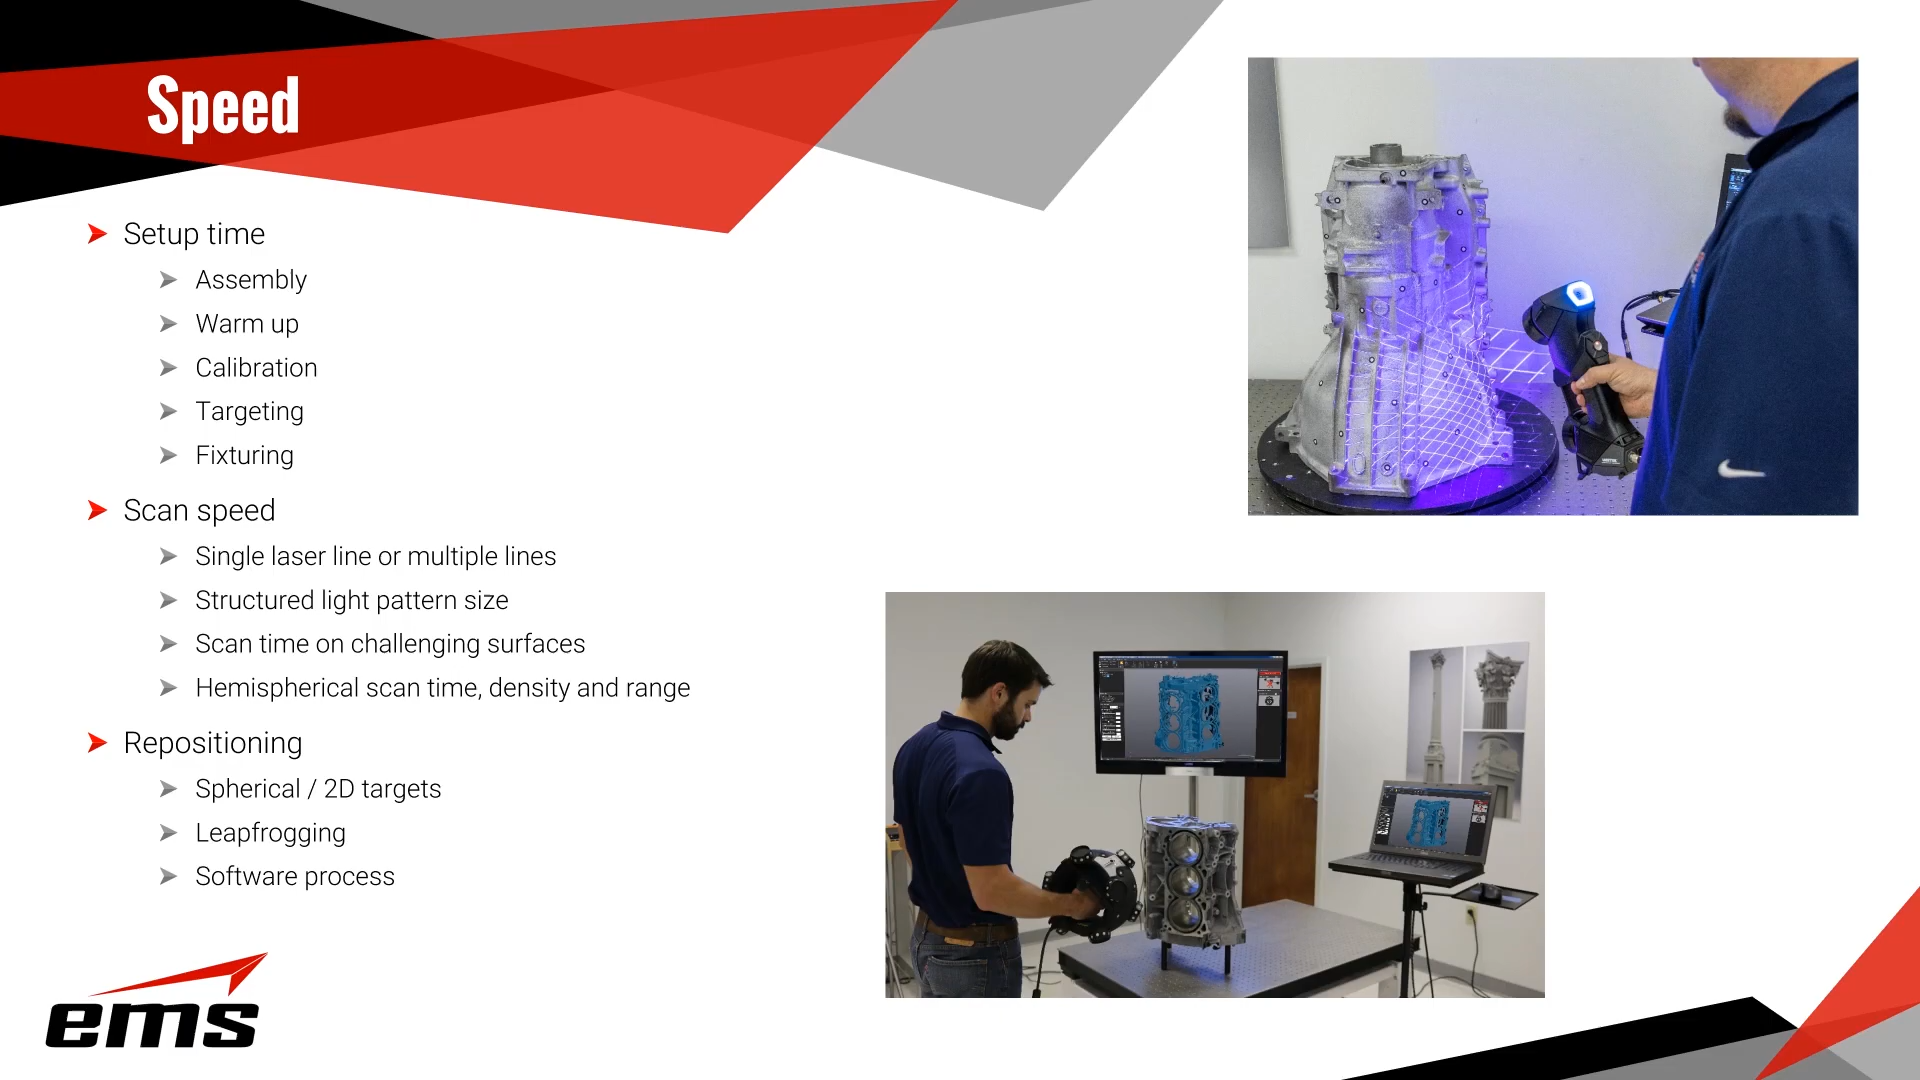 Speed
Setup time
Assembly
Warm up
Calibration
Targeting
Fixturing
Scan speed
Single laser line or multiple lines
Structured light pattern size
Scan time on challenging surfaces
Hemispherical scan time, density and range
Repositioning
Spherical / 2D targets
Leapfrogging
Software process
ems